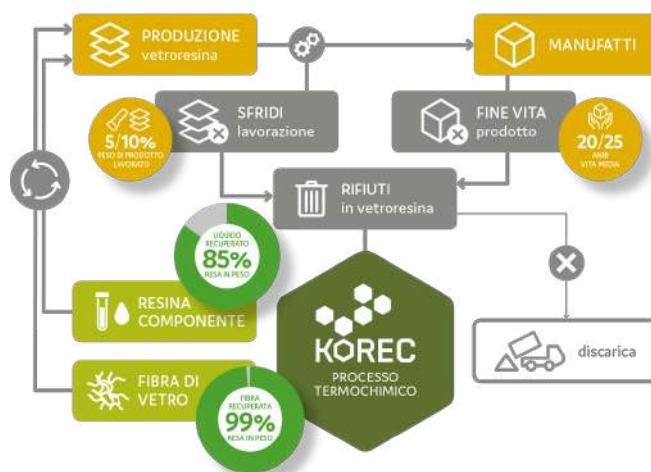 PRODUZIONE
vetroresina
MANUFATTI
5/10%
PESO DI PRODOTTO
LAVORATO
SFRIDI
lavorazione
FINE VITA
prodotto
20/25
ANNI
VITA MEDIA
RIFIUTI
in vetroresina
LIQUIDO
RECUPERATO
85%
RESA IN PESO
RESINA
COMPONENTE
KOREC
PROCESSO
TERMOCHIMICO
discarica
FIBRA DI
VETRO
FIBRA
RECUPERATA
99%
RESA IN PESO